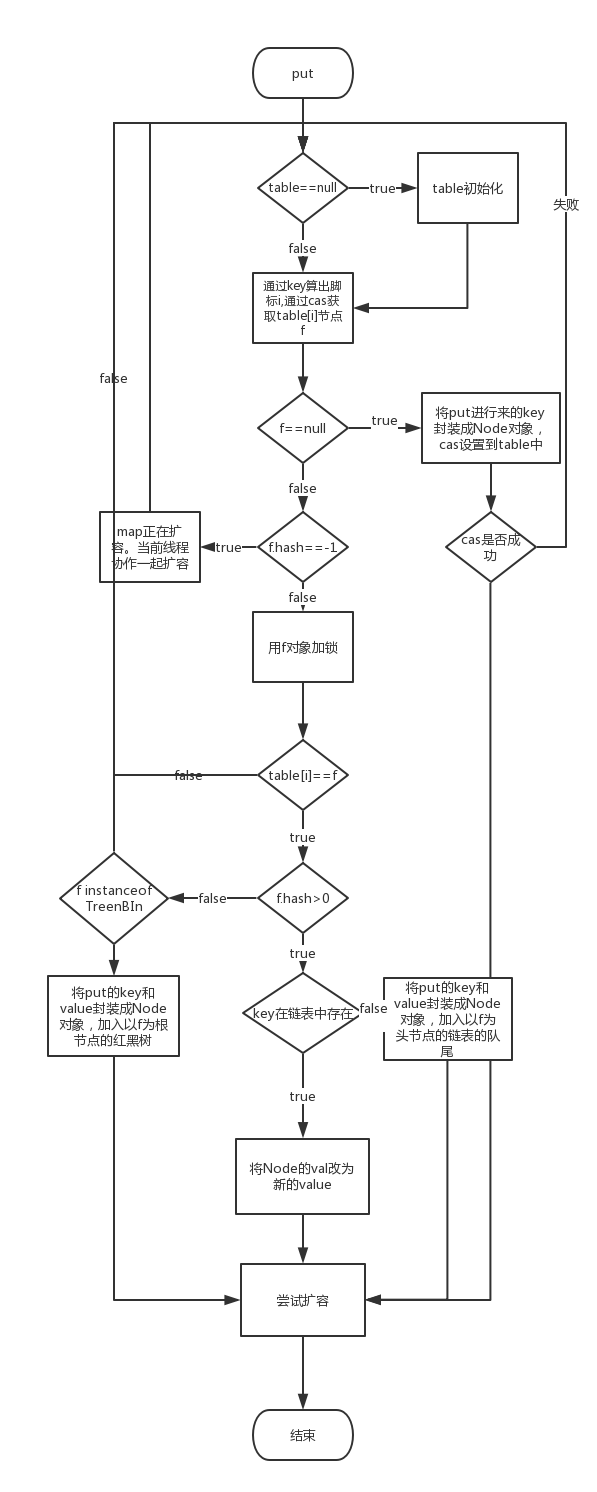 put
table==null
true
table初始化
失败
false
通过key算出脚
标i,通过cas获
取table[i]节点
f
false
f==null
true
将put进行来的key
封装成Node对象，
cas设置到table中
false
map正在扩
容。当前线程
协作一起扩容
true
f.hash==-1
cas是否成
功
false
用f对象加锁
false
table[i]==f
true
f instanceof
TreenBIn
false
f.hash>0
true
将put的key和
value封装成Node
对象，加入以f为根
节点的红黑树
key在链表中存在
false
将put的key和
value封装成Node
对象，加入以f为
头节点的链表的队
尾
true
将Node的val改为
新的value
尝试扩容
结束